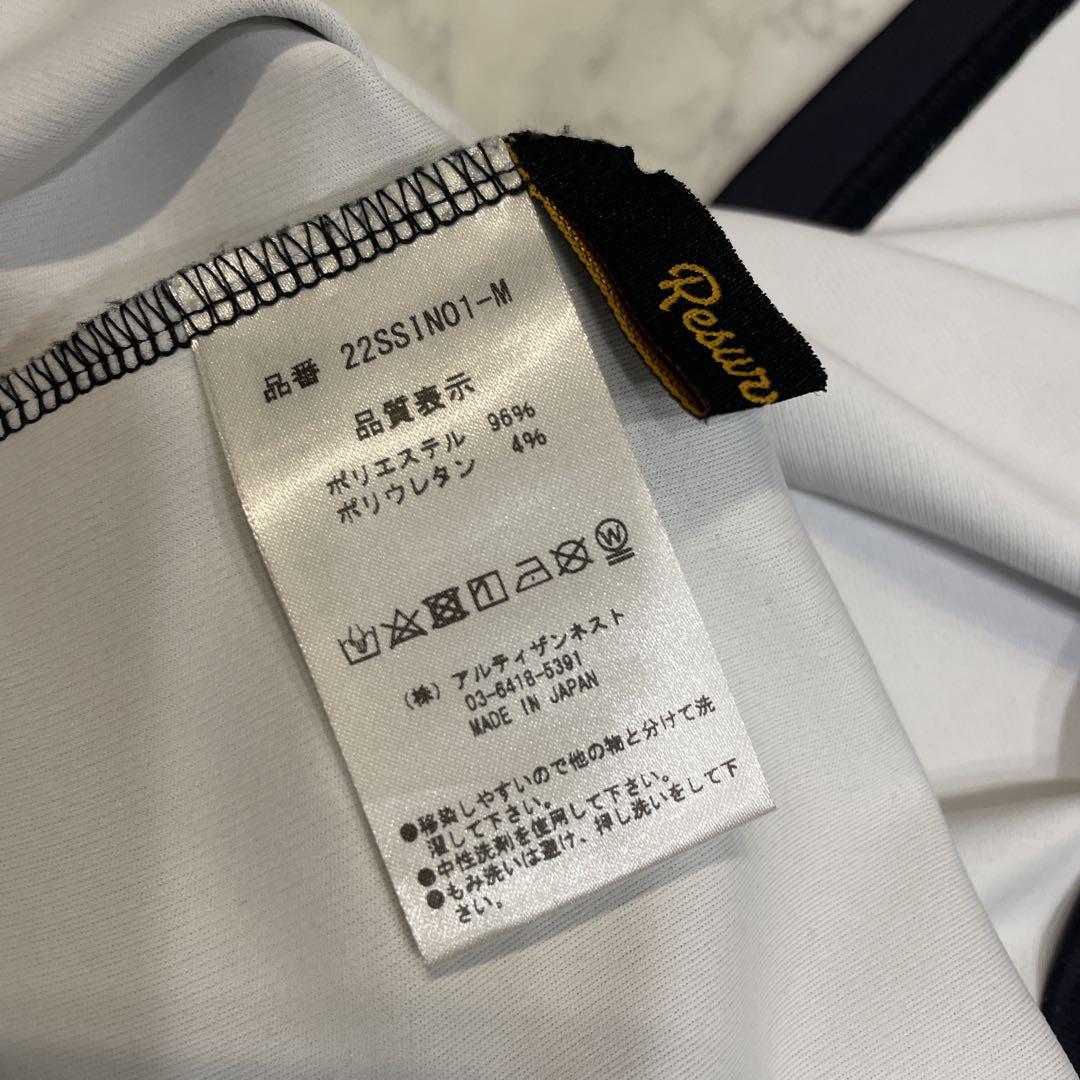 品番 22SSIN01-M
品質表示
ポリエステル 96%
ポリウレタン 4%
W
(株) アルティザンネスト
03-6418-5391
MADE IN JAPAN
●移染しやすいので他の物と分けて洗
濯して下さい。
●中性洗剤を使用して下さい。
●もみ洗いは避け、押し洗いをして下
さい。
Resurr